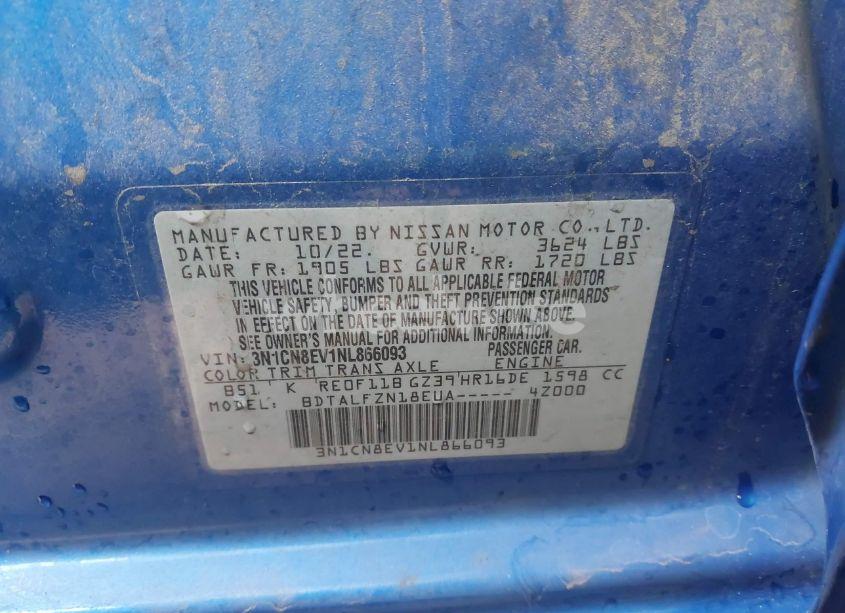 MANUFACTURED BY NISSAN MOTOR CO., LTD.
DATE: 10/22. GVWR: 3624 LBS
GAWR FR: 1905 LBS GAWR RR: 1720 LBS
THIS VEHICLE CONFORMS TO ALL APPLICABLE FEDERAL MOTOR
VEHICLE SAFETY, BUMPER AND THEFT PREVENTION STANDARDS
IN EFFECT ON THE DATE OF MANUFACTURE SHOWN ABOVE.
SEE OWNER'S MANUAL FOR ADDITIONAL INFORMATION.
VIN: 3N1CN8EV1NL866093 PASSENGER CAR.
COLOR TRIM TRANS AXLE ENGINE
B51 K RE0F11B GZ39 HR16DE 1598 CC
MODEL: BDTALFZN18EUA----- 4Z000
3N1CN8EV1NL866093